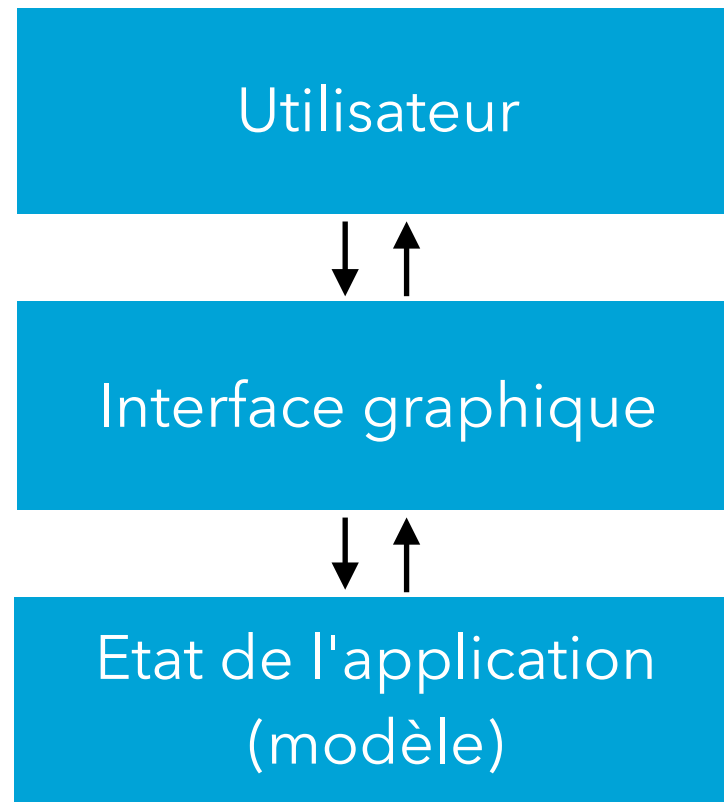 Utilisateur
Interface graphique
Etat de l'application
(modèle)